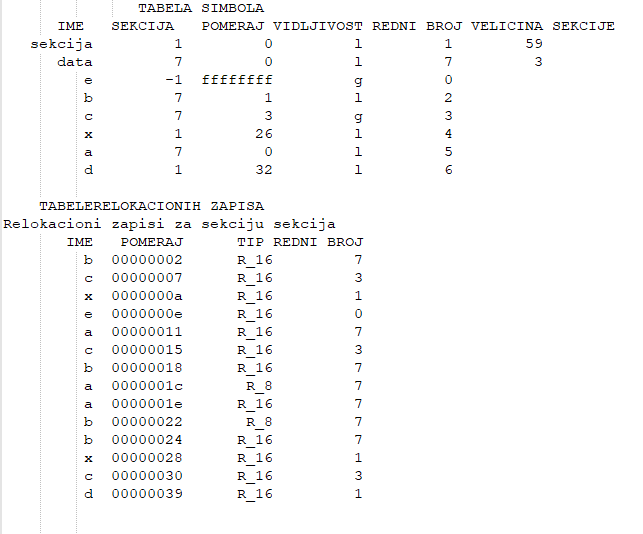 TABELA SIMBOLA
IME SEKCIJA POMERAJ VIDLJIVOST REDNI BROJ VELICINA SEKCIJE
sekcija 1 0 l 1 59
data 7 0 l 7 3
e -1 ffffffff g 0
b 7 1 l 2
c 7 3 g 3
x 1 26 l 4
a 7 0 l 5
d 1 32 l 6
TABELERELOKACIONIH ZAPISA
Relokacioni zapisi za sekciju sekcija
IME POMERAJ TIP REDNI BROJ
b 00000002 R_16 7
c 00000007 R_16 3
x 0000000a R_16 1
e 0000000e R_16 0
a 00000011 R_16 7
c 00000015 R_16 3
b 00000018 R_16 7
a 0000001c R_8 7
a 0000001e R_16 7
b 00000022 R_8 7
b 00000024 R_16 7
x 00000028 R_16 1
c 00000030 R_16 3
d 00000039 R_16 1